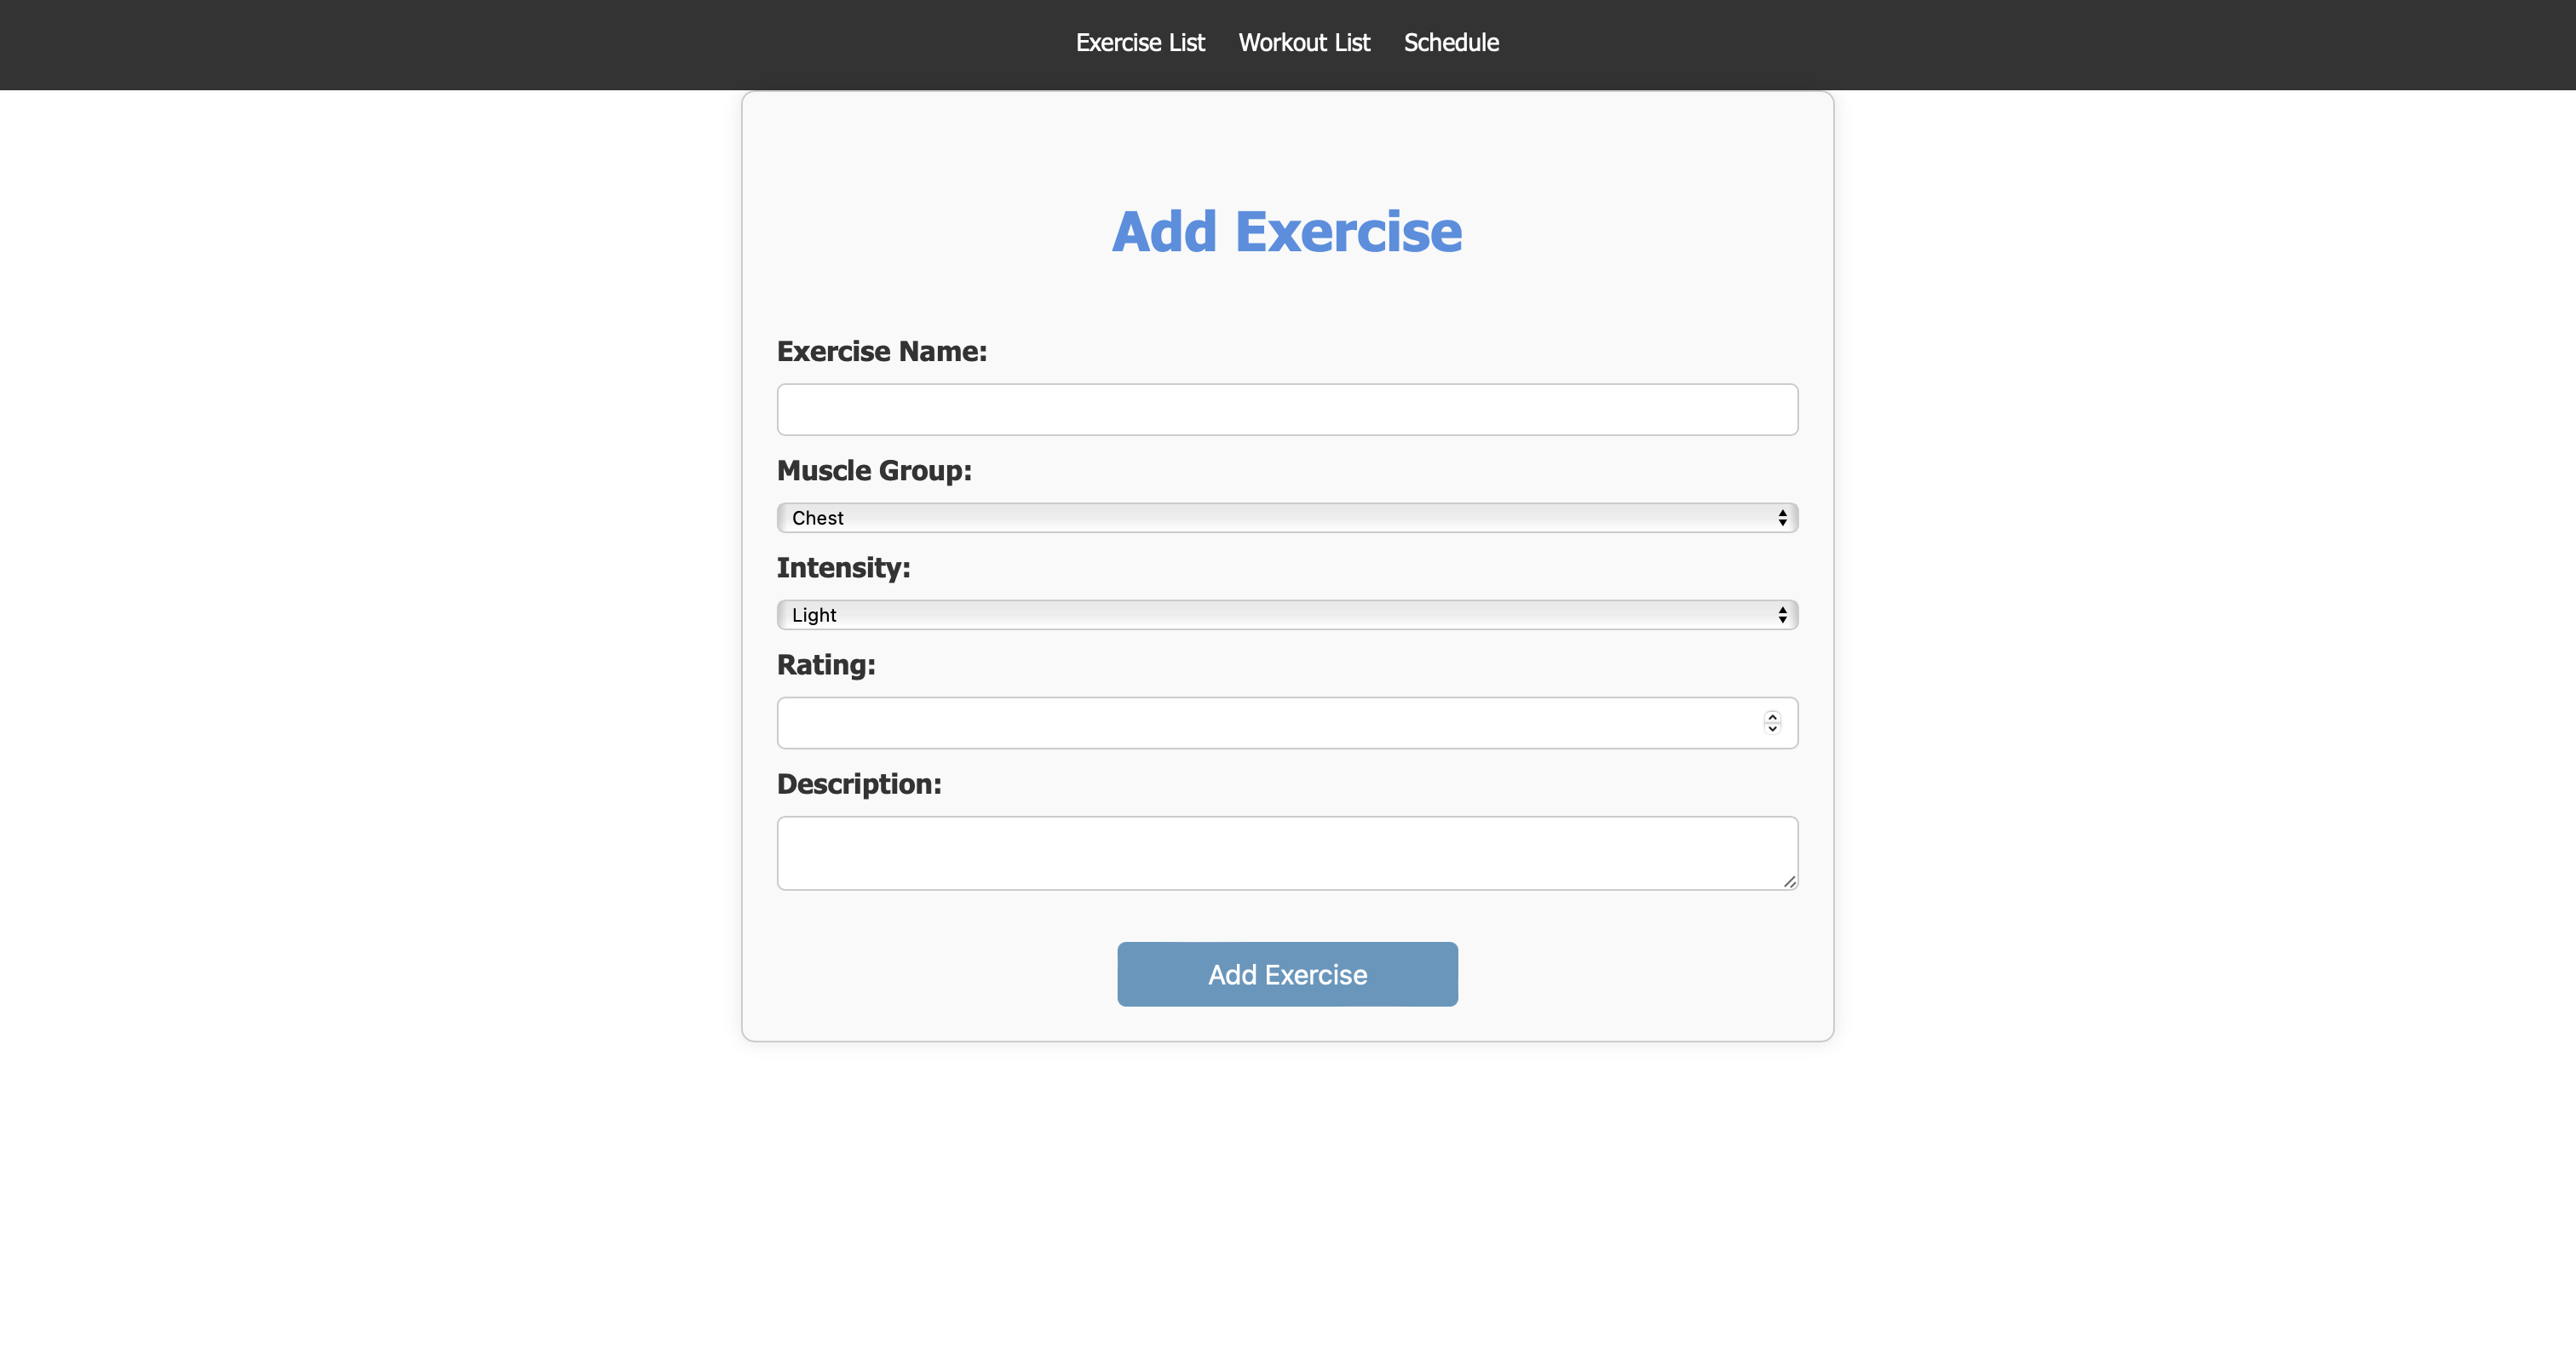 Exercise List Workout List Schedule
Add Exercise
Exercise Name:
Muscle Group:
Chest
Intensity:
Light
Rating:
Description:
Add Exercise